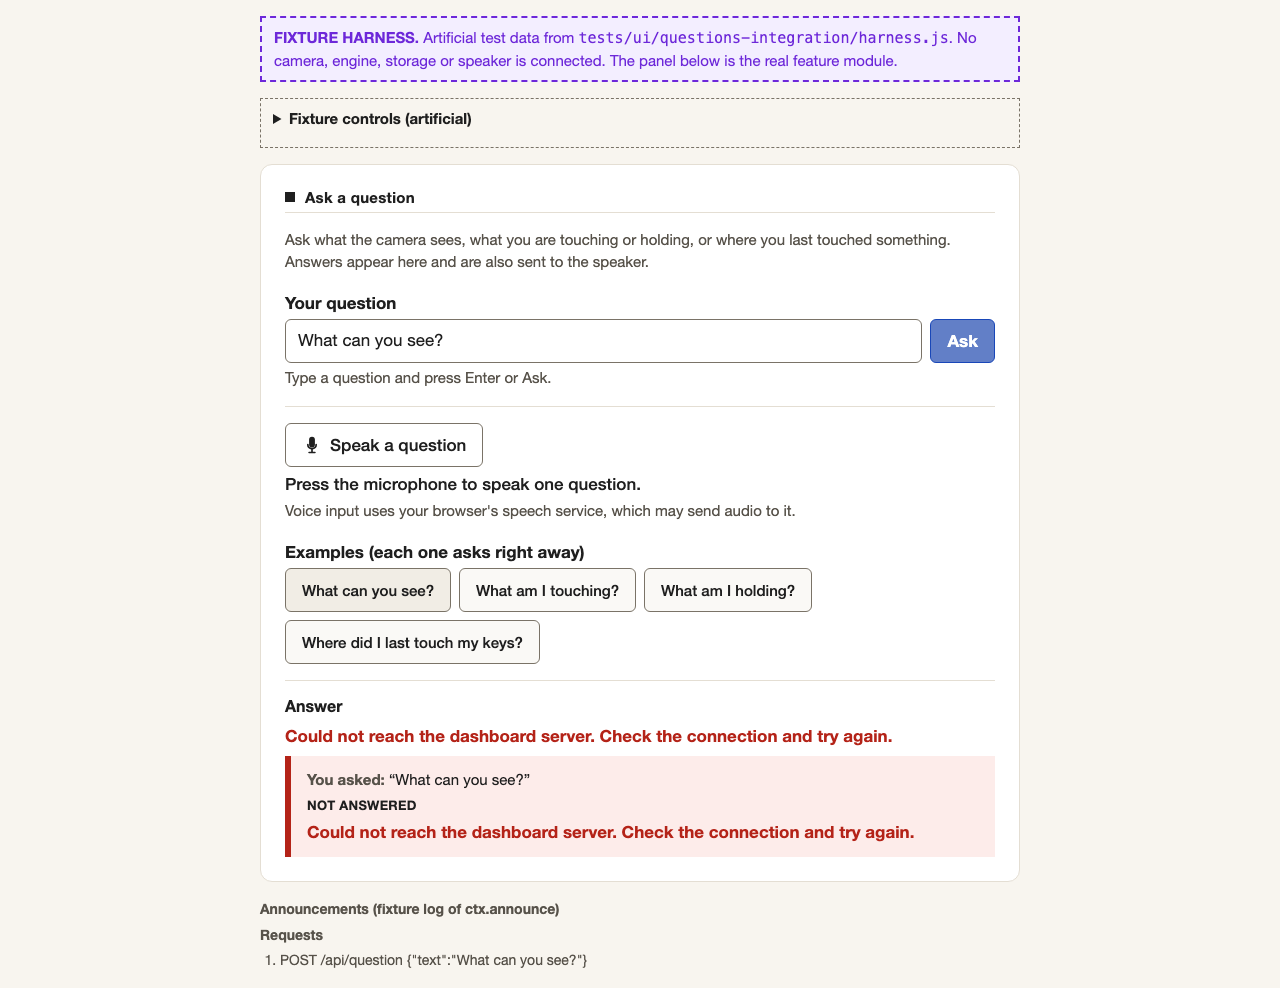 FIXTURE HARNESS. Artificial test data from tests/ui/questions-integration/harness.js. No
camera, engine, storage or speaker is connected. The panel below is the real feature module.
Fixture controls (artificial)
Ask a question
Ask what the camera sees, what you are touching or holding, or where you last touched something.
Answers appear here and are also sent to the speaker.
Your question
What can you see?
Ask
Type a question and press Enter or Ask.
Speak a question
Press the microphone to speak one question.
Voice input uses your browser's speech service, which may send audio to it.
Examples (each one asks right away)
What can you see?
What am I touching?
What am I holding?
Where did I last touch my keys?
Answer
Could not reach the dashboard server. Check the connection and try again.
You asked: “What can you see?”
NOT ANSWERED
Could not reach the dashboard server. Check the connection and try again.
Announcements (fixture log of ctx.announce)
Requests
1. POST /api/question {"text":"What can you see?"}